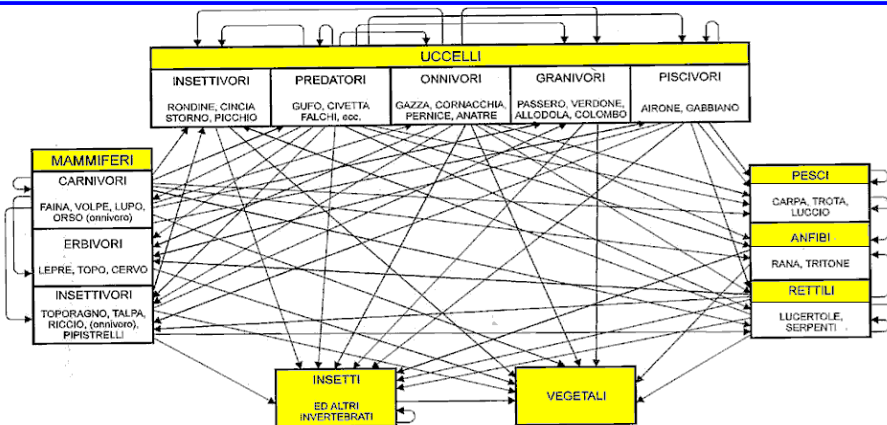 UCCELLI
INSETTIVORI
RONDINE, CINCIA
STORNO, PICCHIO
PREDATORI
GUFO, CIVETTA
FALCHI, ecc.
ONNIVORI
GAZZA, CORNACCHIA,
PERNICE, ANATRE
GRANIVORI
PASSERO, VERDONE,
ALLODOLA, COLOMBO
PISCIVORI
AIRONE, GABBIANO
MAMMIFERI
CARNIVORI
FAINA, VOLPE, LUPO,
ORSO (onnivoro)
ERBIVORI
LEPRE, TOPO, CERVO
INSETTIVORI
TOPORAGNO, TALPA,
RICCIO, (onnivoro),
PIPISTRELLI
PESCI
CARPA, TROTA,
LUCCIO
ANFIBI
RANA, TRITONE
RETTILI
LUCERTOLE,
SERPENTI
INSETTI
ED ALTRI
INVERTEBRATI
VEGETALI